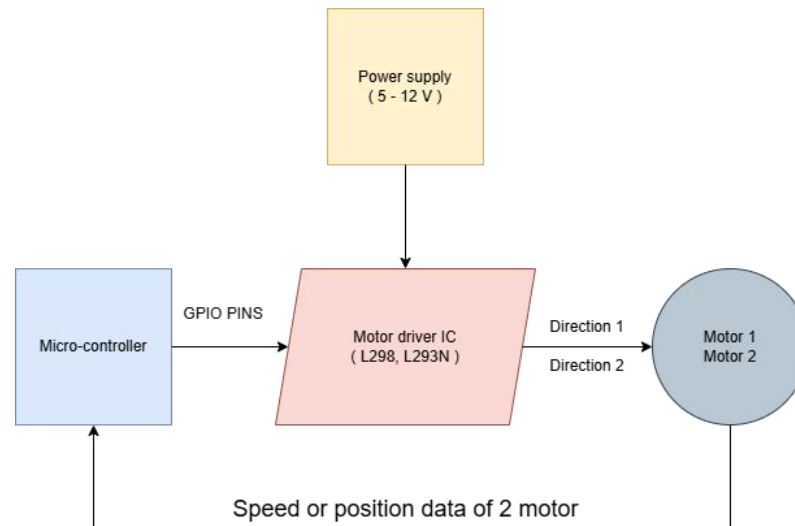 Power supply
( 5 - 12 V )
GPIO PINS
Micro-controller
Motor driver IC
( L298, L293N )
Direction 1
Direction 2
Motor 1
Motor 2
Speed or position data of 2 motor